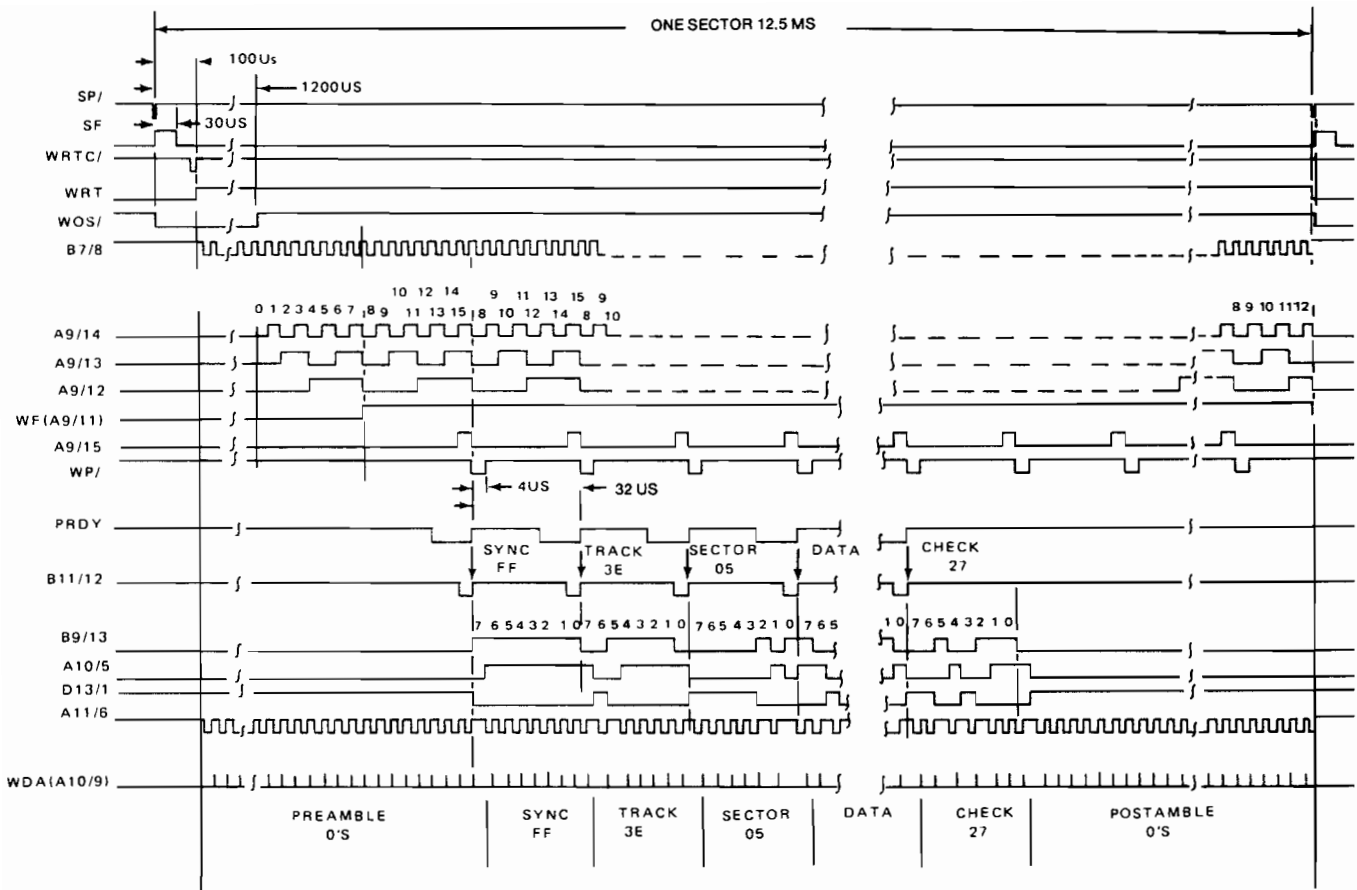 ONE SECTOR 12.5 MS
100Us
1200US
SP/
SF
30US
WRTC/
WRT
WOS/
B7/8
10 12 14 9 11 13 15 9
0 1 2 3 4 5 6 7 8 9 11 13 15 8 10 12 14 8 10
8 9 10 11 12
A9/14
A9/13
A9/12
WF(A9/11)
A9/15
WP/
4US
32 US
PRDY
SYNC TRACK SECTOR DATA CHECK
FF 3E 05 27
B11/12
7 6 5 4 3 2 1 0 7 6 5 4 3 2 1 0 7 6 5 4 3 2 1 0 7 6 5 1 0 7 6 5 4 3 2 1 0
B9/13
A10/5
D13/1
A11/6
WDA(A10/9)
PREAMBLE SYNC TRACK SECTOR DATA CHECK POSTAMBLE
0'S FF 3E 05 27 0'S